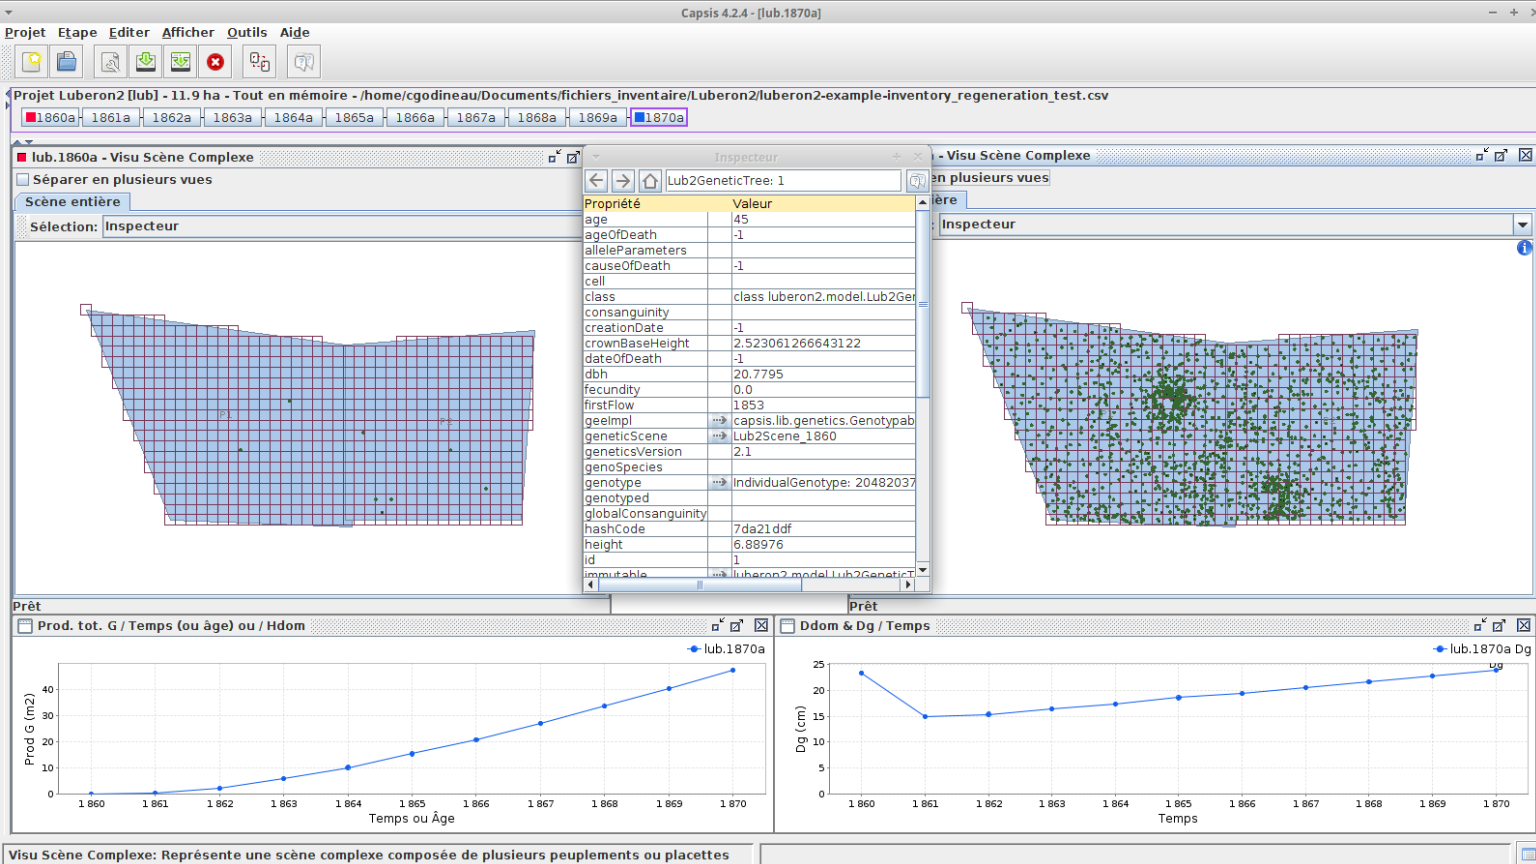 Capsis 4.2.4 - [lub.1870a]
Projet Etape Editer Afficher Outils Aide
Projet Luberon2 [lub] - 11.9 ha - Tout en mémoire - /home/cgodineau/Documents/fichiers_inventaire/Luberon2/luberon2-example-inventory_regeneration_test.csv
1860a 1861a 1862a 1863a 1864a 1865a 1866a 1867a 1868a 1869a 1870a
lub.1860a - Visu Scène Complexe
Séparer en plusieurs vues
Scène entière
Sélection: Inspecteur
P1
Prêt
Inspecteur
Lub2GeneticTree: 1
Propriété Valeur
age 45
ageOfDeath -1
alleleParameters
causeOfDeath -1
cell
class class luberon2.model.Lub2Ger
consanguinity
creationDate -1
crownBaseHeight 2.523061266643122
dateOfDeath -1
dbh 20.7795
fecundity 0.0
firstFlow 1853
geeImpl capsis.lib.genetics.Genotypab
geneticScene Lub2Scene_1860
geneticsVersion 2.1
genoSpecies
genotype IndividualGenotype: 20482037
genotyped
globalConsanguinity
hashCode 7da21ddf
height 6.88976
id 1
immutable luberon2.model.Lub2GeneticT
- Visu Scène Complexe
en plusieurs vues
ère
: Inspecteur
Prêt
Prod. tot. G / Temps (ou âge) ou / Hdom
lub.1870a
Prod G (m2)
40
30
20
10
0
1 860 1 861 1 862 1 863 1 864 1 865 1 866 1 867 1 868 1 869 1 870
Temps ou Âge
Ddom & Dg / Temps
lub.1870a Dg
Dg
Dg (cm)
25
20
15
10
5
0
1 860 1 861 1 862 1 863 1 864 1 865 1 866 1 867 1 868 1 869 1 870
Temps
Visu Scène Complexe: Représente une scène complexe composée de plusieurs peuplements ou placettes